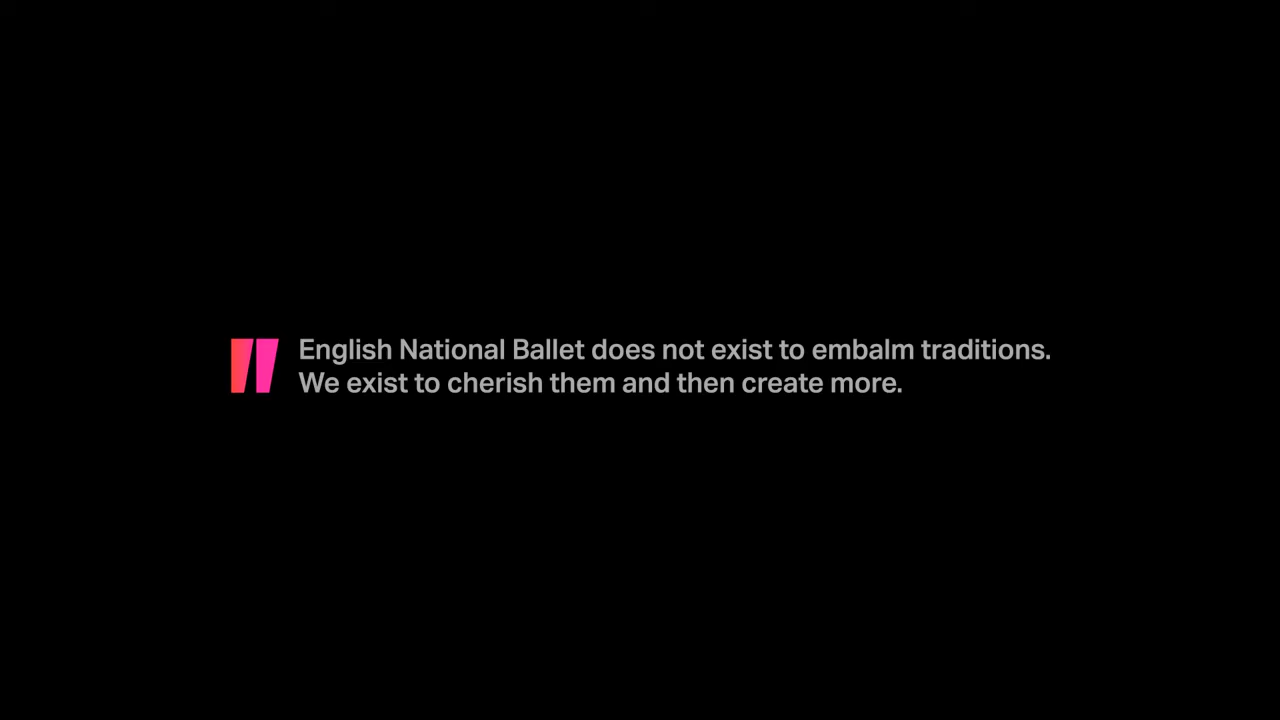 English National Ballet does not exist to embalm traditions.
We exist to cherish them and then create more.